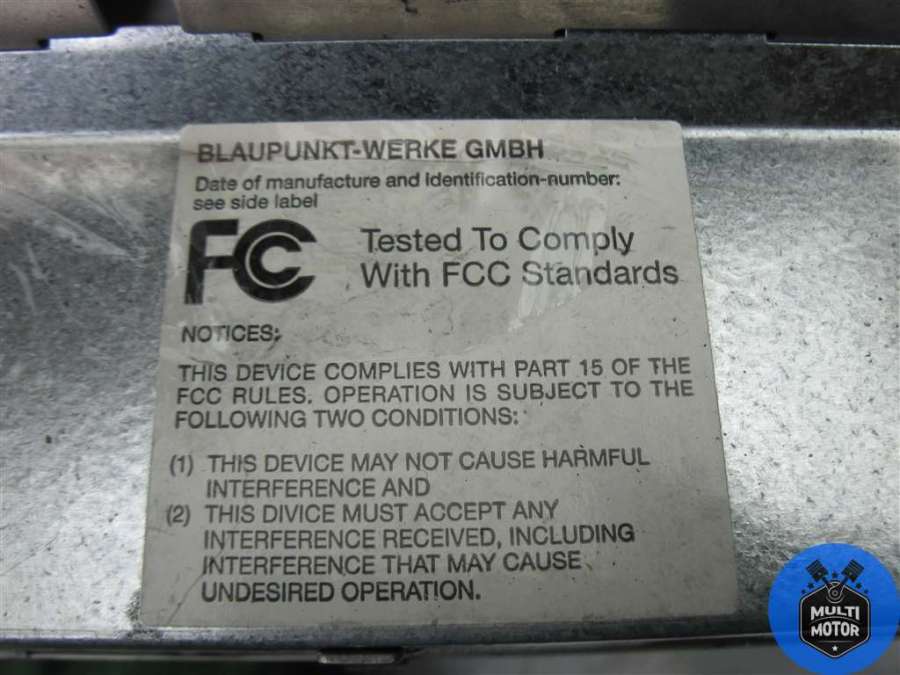 BLAUPUNKT-WERKE GMBH
Date of manufacture and identification-number:
see side label
FC Tested To Comply
With FCC Standards
NOTICES:
THIS DEVICE COMPLIES WITH PART 15 OF THE
FCC RULES. OPERATION IS SUBJECT TO THE
FOLLOWING TWO CONDITIONS:
(1) THIS DEVICE MAY NOT CAUSE HARMFUL
INTERFERENCE AND
(2) THIS DIVICE MUST ACCEPT ANY
INTERFERENCE RECEIVED, INCLUDING
INTERFERENCE THAT MAY CAUSE
UNDESIRED OPERATION.
MULTI
MOTOR